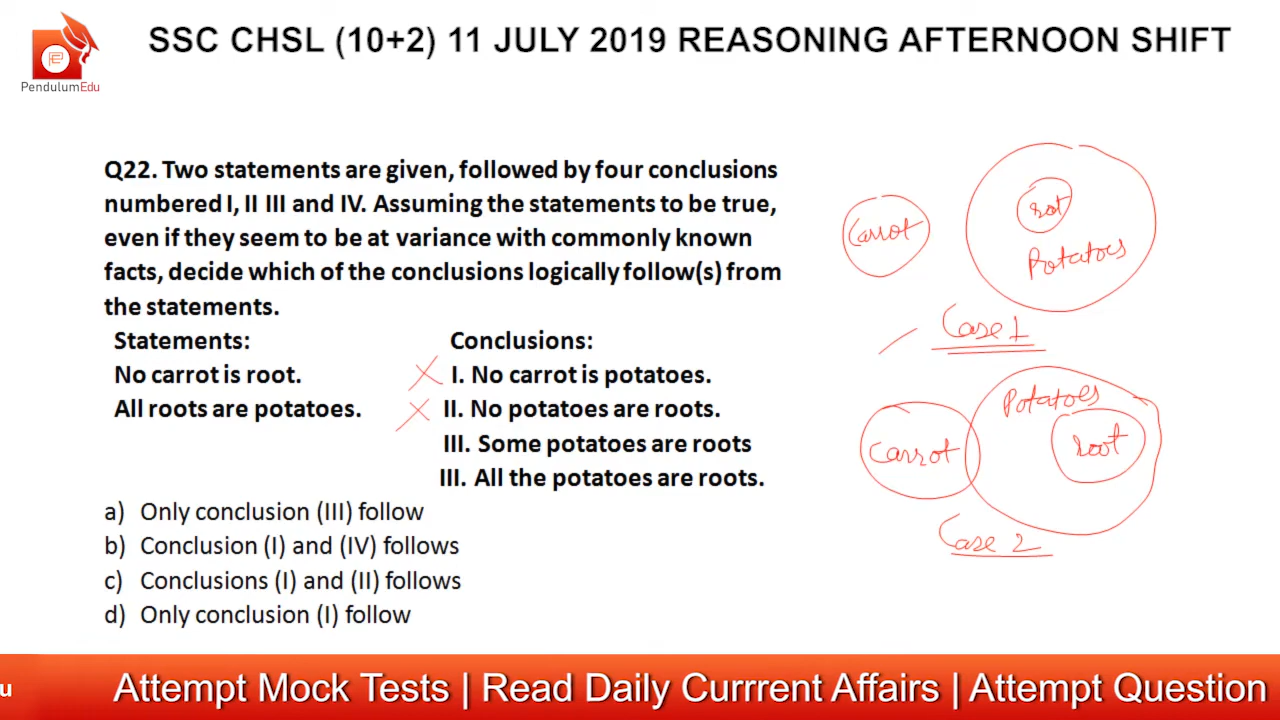 SSC CHSL (10+2) 11 JULY 2019 REASONING AFTERNOON SHIFT
PendulumEdu
Q22. Two statements are given, followed by four conclusions
numbered I, II III and IV. Assuming the statements to be true,
even if they seem to be at variance with commonly known
facts, decide which of the conclusions logically follow(s) from
the statements.
Statements:
No carrot is root.
All roots are potatoes.
Conclusions:
I. No carrot is potatoes.
II. No potatoes are roots.
III. Some potatoes are roots
III. All the potatoes are roots.
a) Only conclusion (III) follow
b) Conclusion (I) and (IV) follows
c) Conclusions (I) and (II) follows
d) Only conclusion (I) follow
Carrot
root
Potatoes
Case 1
Potatoes
Carrot
root
Case 2
u
Attempt Mock Tests | Read Daily Currrent Affairs | Attempt Question